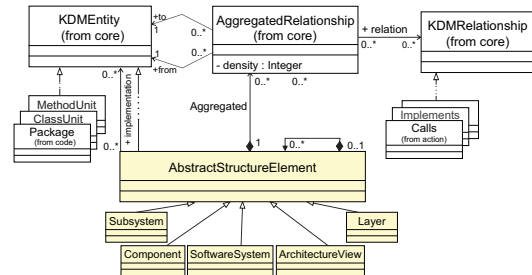 KDMEntity
(from core)
+to
1
0..*
AggregatedRelationship
(from core)
- density : Integer
+ relation
0..*
0..*
KDMRelationship
(from core)
1
+from
0..*
0..*
0..*
0..*
MethodUnit
ClassUnit
Package
(from code)
0..*
+ implementation
Aggregated
Implements
Calls
(from action)
1
0..*
0..1
AbstractStructureElement
Subsystem
Layer
Component
SoftwareSystem
ArchitectureView